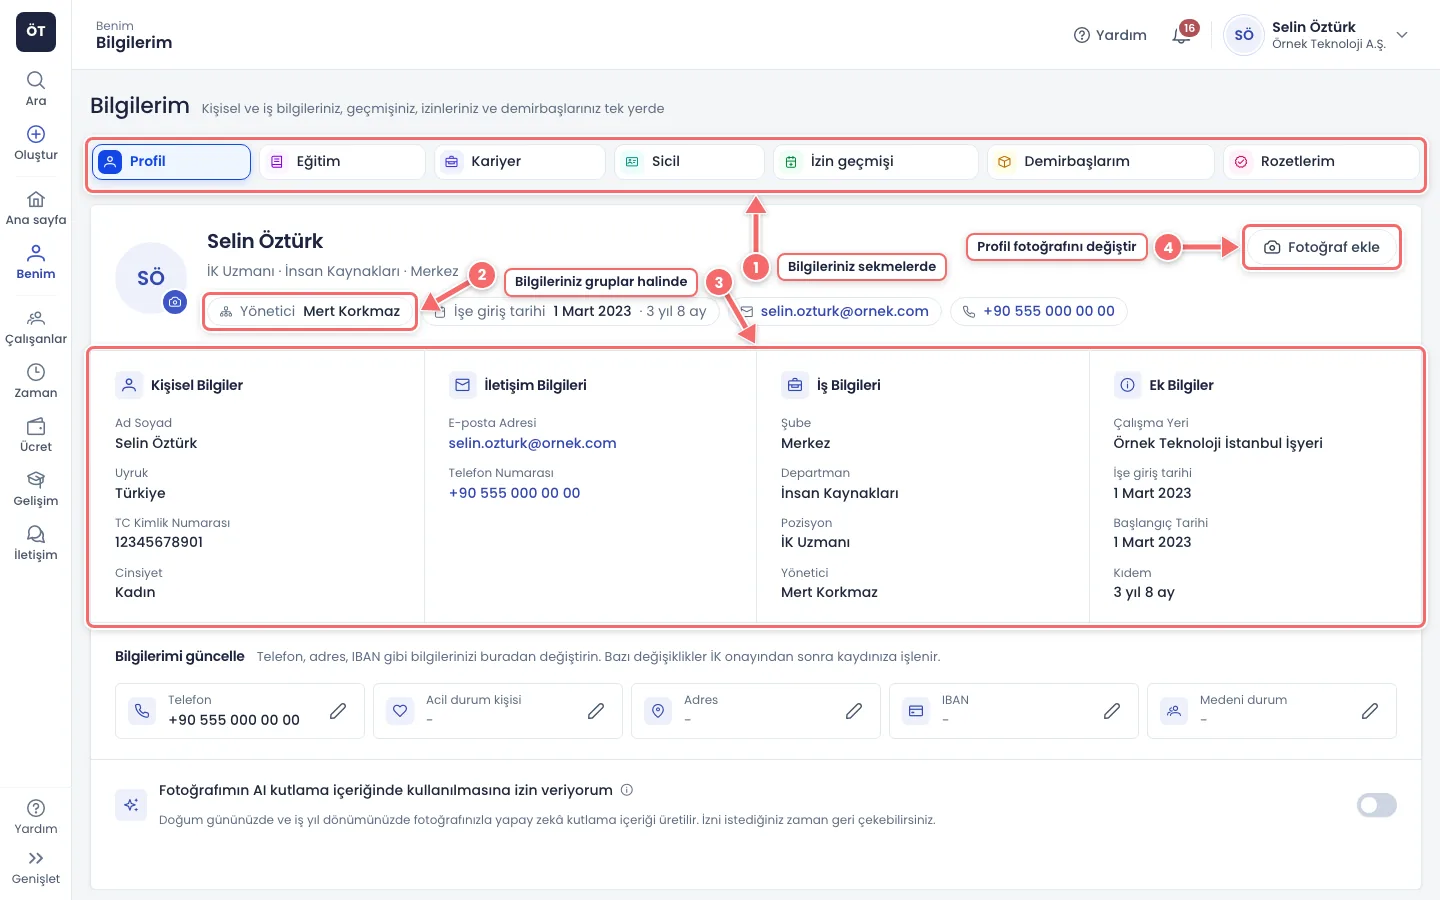 ÖT
Ara
Oluştur
Ana sayfa
Benim
Çalışanlar
Zaman
Ücret
Gelişim
İletişim
Yardım
Genişlet
Benim
Bilgilerim
Yardım
16
SÖ
Selin Öztürk
Örnek Teknoloji A.Ş.
Bilgilerim Kişisel ve iş bilgileriniz, geçmişiniz, izinleriniz ve demirbaşlarınız tek yerde
Profil Eğitim Kariyer Sicil İzin geçmişi Demirbaşlarım Rozetlerim
SÖ
Selin Öztürk
İK Uzmanı · İnsan Kaynakları · Merkez
2
Bilgileriniz gruplar halinde
3
1
Bilgileriniz sekmelerde
Profil fotoğrafını değiştir
4
Fotoğraf ekle
Yönetici Mert Korkmaz
İşe giriş tarihi 1 Mart 2023 · 3 yıl 8 ay
selin.ozturk@ornek.com
+90 555 000 00 00
Kişisel Bilgiler
Ad Soyad
Selin Öztürk
Uyruk
Türkiye
TC Kimlik Numarası
12345678901
Cinsiyet
Kadın
İletişim Bilgileri
E-posta Adresi
selin.ozturk@ornek.com
Telefon Numarası
+90 555 000 00 00
İş Bilgileri
Şube
Merkez
Departman
İnsan Kaynakları
Pozisyon
İK Uzmanı
Yönetici
Mert Korkmaz
Ek Bilgiler
Çalışma Yeri
Örnek Teknoloji İstanbul İşyeri
İşe giriş tarihi
1 Mart 2023
Başlangıç Tarihi
1 Mart 2023
Kıdem
3 yıl 8 ay
Bilgilerimi güncelle Telefon, adres, IBAN gibi bilgilerinizi buradan değiştirin. Bazı değişiklikler İK onayından sonra kaydınıza işlenir.
Telefon
+90 555 000 00 00
Acil durum kişisi
-
Adres
-
IBAN
-
Medeni durum
-
Fotoğrafımın AI kutlama içeriğinde kullanılmasına izin veriyorum
Doğum gününüzde ve iş yıl dönümünüzde fotoğrafınızla yapay zekâ kutlama içeriği üretilir. İzni istediğiniz zaman geri çekebilirsiniz.